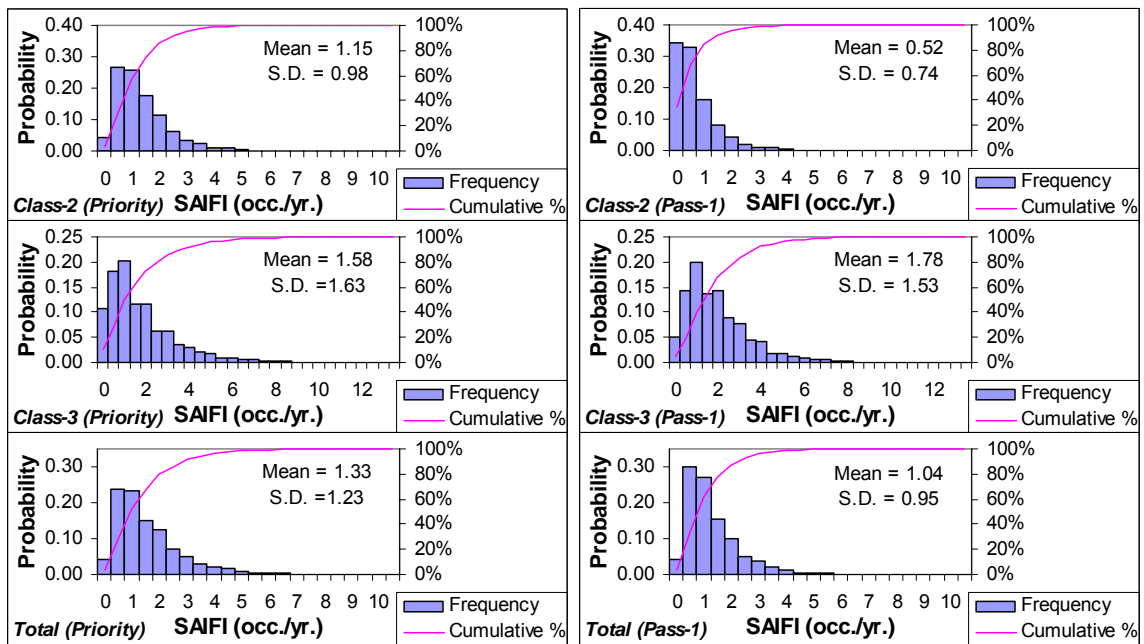 Probability
0.40
0.30
0.20
0.10
0.00
Mean = 1.15
S.D. = 0.98
100%
80%
60%
40%
20%
0%
0 1 2 3 4 5 6 7 8 9 10
Class-2 (Priority)
SAIFI (occ./yr.)
Frequency
Cumulative %
Probability
0.40
0.30
0.20
0.10
0.00
Mean = 0.52
S.D. = 0.74
100%
80%
60%
40%
20%
0%
0 1 2 3 4 5 6 7 8 9 10
Class-2 (Pass-1)
SAIFI (occ./yr.)
Frequency
Cumulative %
Probability
0.25
0.20
0.15
0.10
0.05
0.00
Mean = 1.58
S.D. =1.63
100%
80%
60%
40%
20%
0%
0 2 4 6 8 10 12
Class-3 (Priority)
SAIFI (occ./yr.)
Frequency
Cumulative %
Probability
0.25
0.20
0.15
0.10
0.05
0.00
Mean = 1.78
S.D. = 1.53
100%
80%
60%
40%
20%
0%
0 2 4 6 8 10 12
Class-3 (Pass-1)
SAIFI (occ./yr.)
Frequency
Cumulative %
Probability
0.30
0.20
0.10
0.00
Mean = 1.33
S.D. =1.23
100%
80%
60%
40%
20%
0%
0 1 2 3 4 5 6 7 8 9 10
Total (Priority)
SAIFI (occ./yr.)
Frequency
Cumulative %
Probability
0.30
0.20
0.10
0.00
Mean = 1.04
S.D. = 0.95
100%
80%
60%
40%
20%
0%
0 1 2 3 4 5 6 7 8 9 10
Total (Pass-1)
SAIFI (occ./yr.)
Frequency
Cumulative %